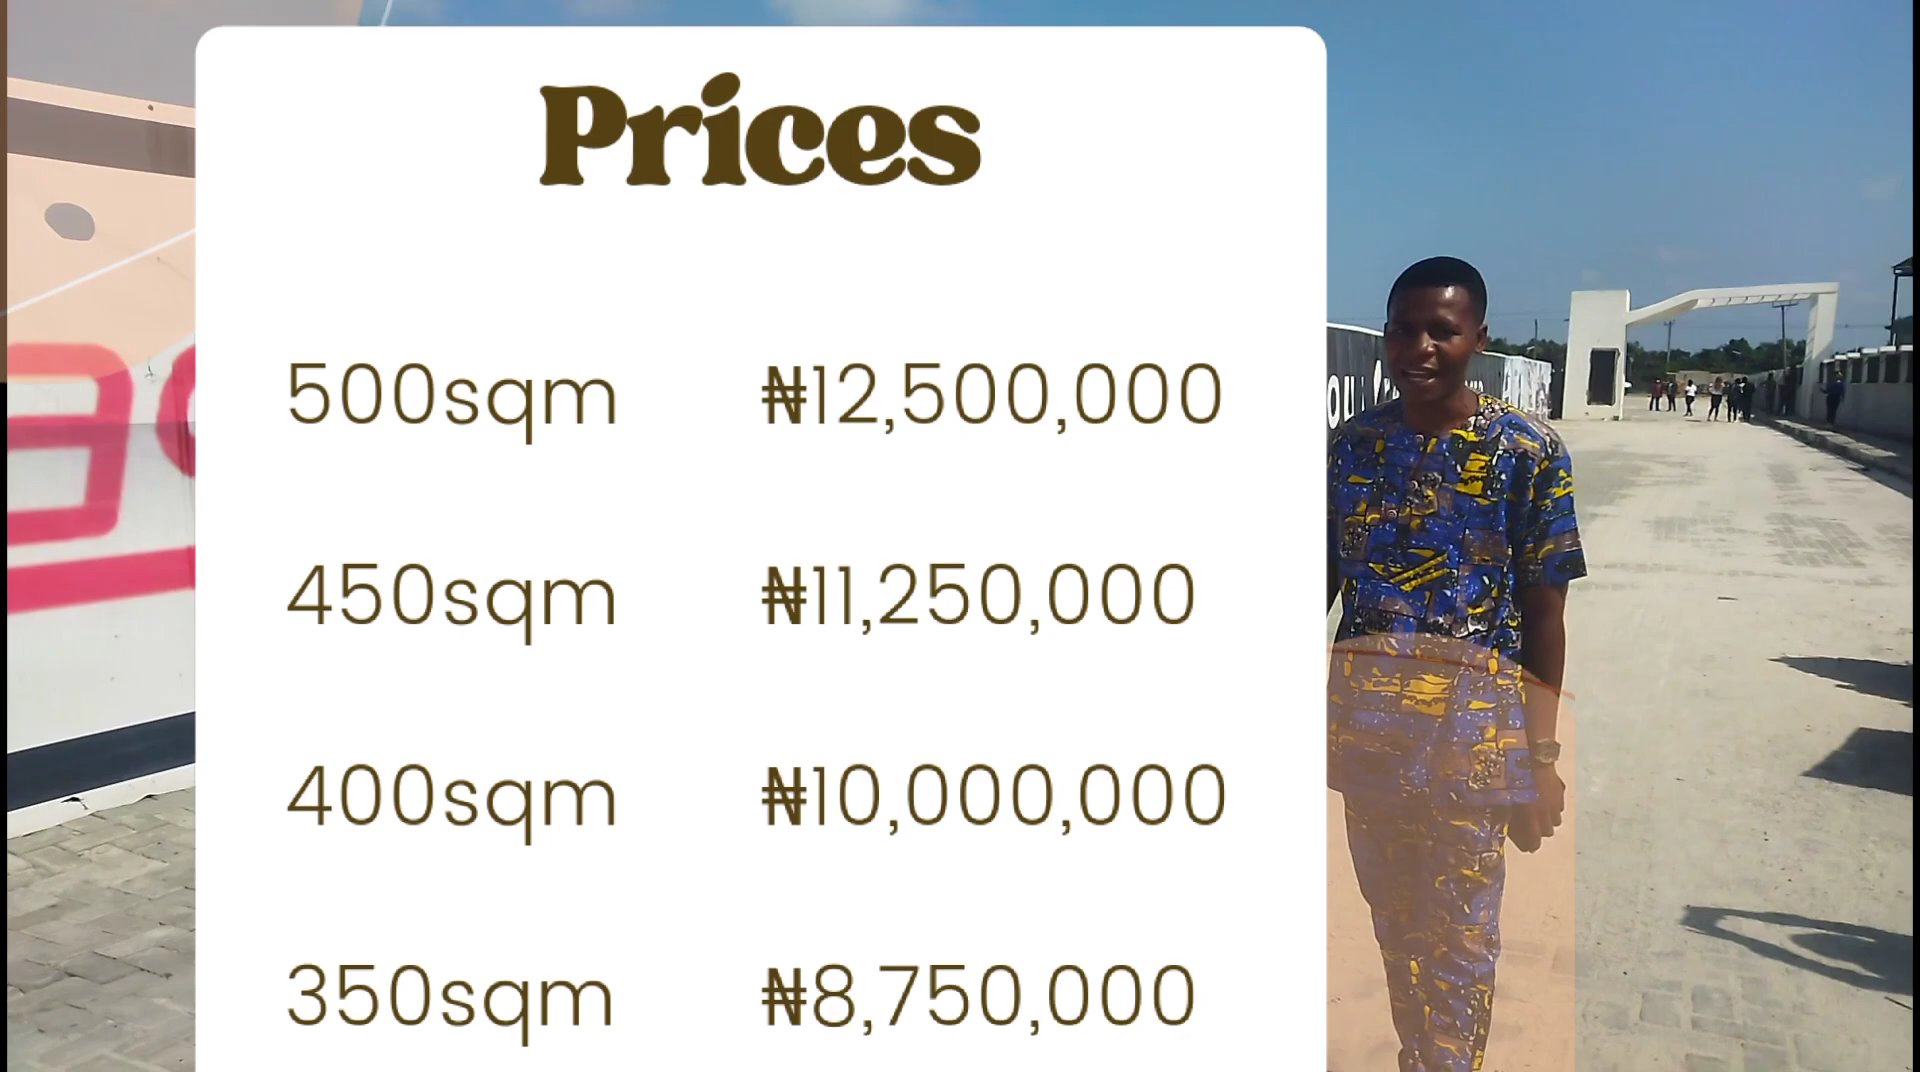 Prices
500sqm ₦12,500,000
450sqm ₦11,250,000
400sqm ₦10,000,000
350sqm ₦8,750,000